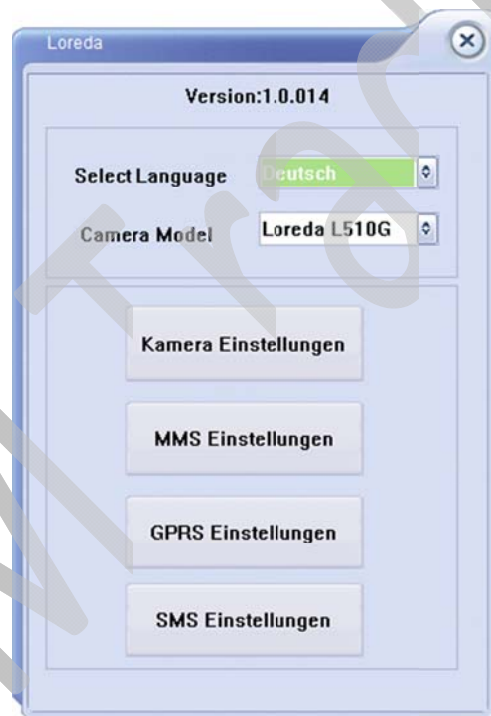 Loreda
Version:1.0.014
Select Language Deutsch
Camera Model Loreda L510G
Kamera Einstellungen
MMS Einstellungen
GPRS Einstellungen
SMS Einstellungen